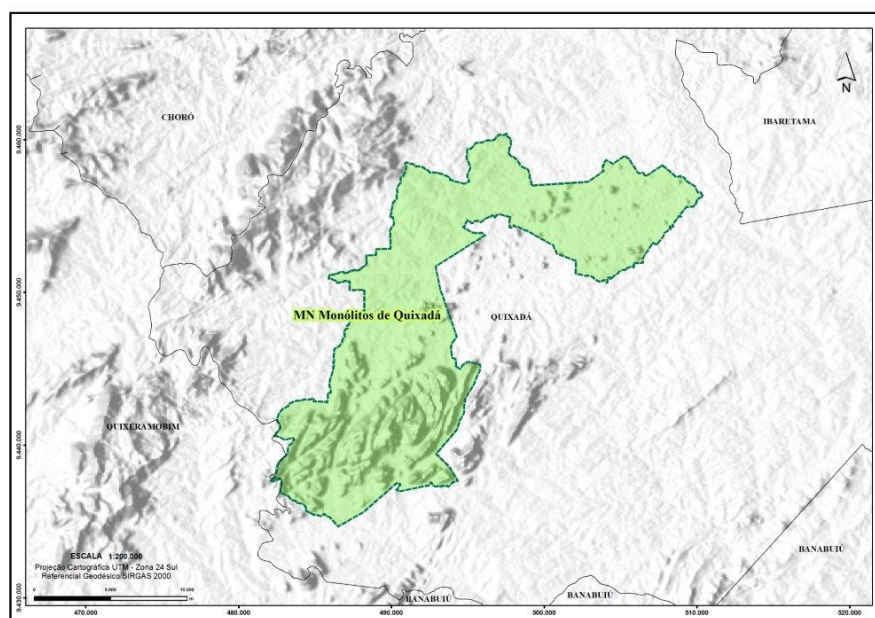 N
CHORÓ
IBARETAMA
9.460.000
9.450.000
MN Monólitos de Quixadá
QUIXADÁ
QUIXERAMOBIM
9.440.000
BANABUIÚ
ESCALA 1:200.000
Projeção Cartográfica UTM - Zona 24 Sul
Referencial Geodésico SIRGAS 2000
0 5.000 10.000
m
BANABUIÚ
BANABUIÚ
9.430.000
470.000 480.000 490.000 500.000 510.000 520.000